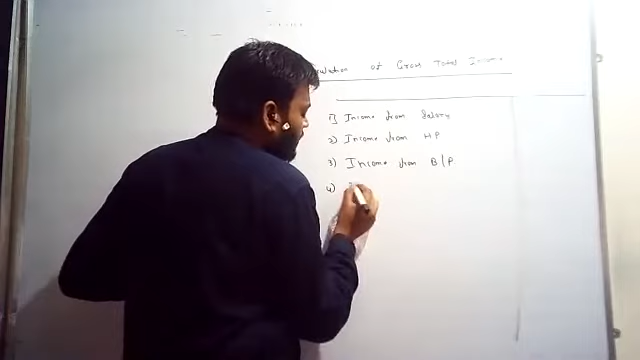 of Gross Total Income
1) Income from Salary
2) Income from HP
3) Income from B/P
4)